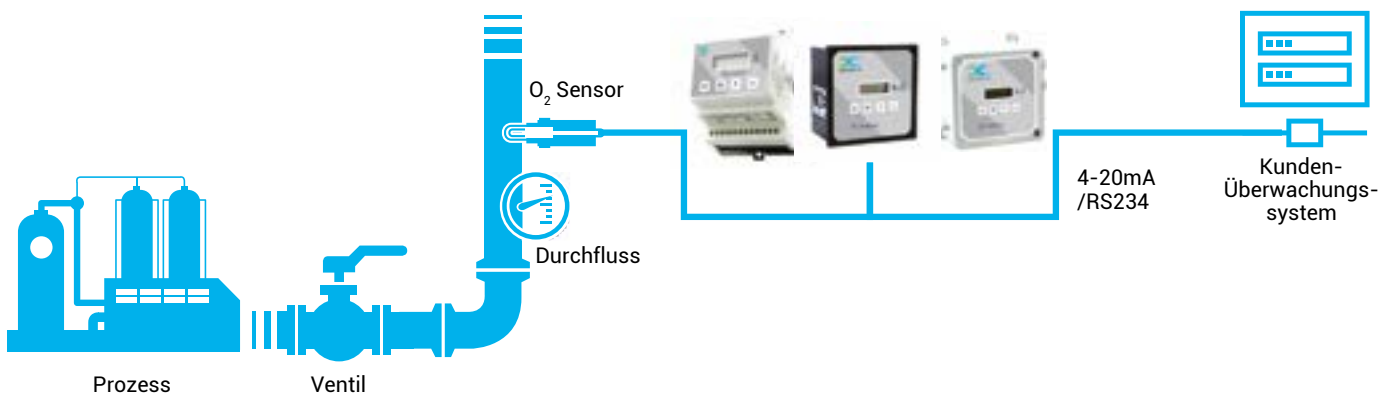 O₂ Sensor
4-20mA
/RS234
Kunden-
Überwachungs-
system
Durchfluss
Prozess
Ventil